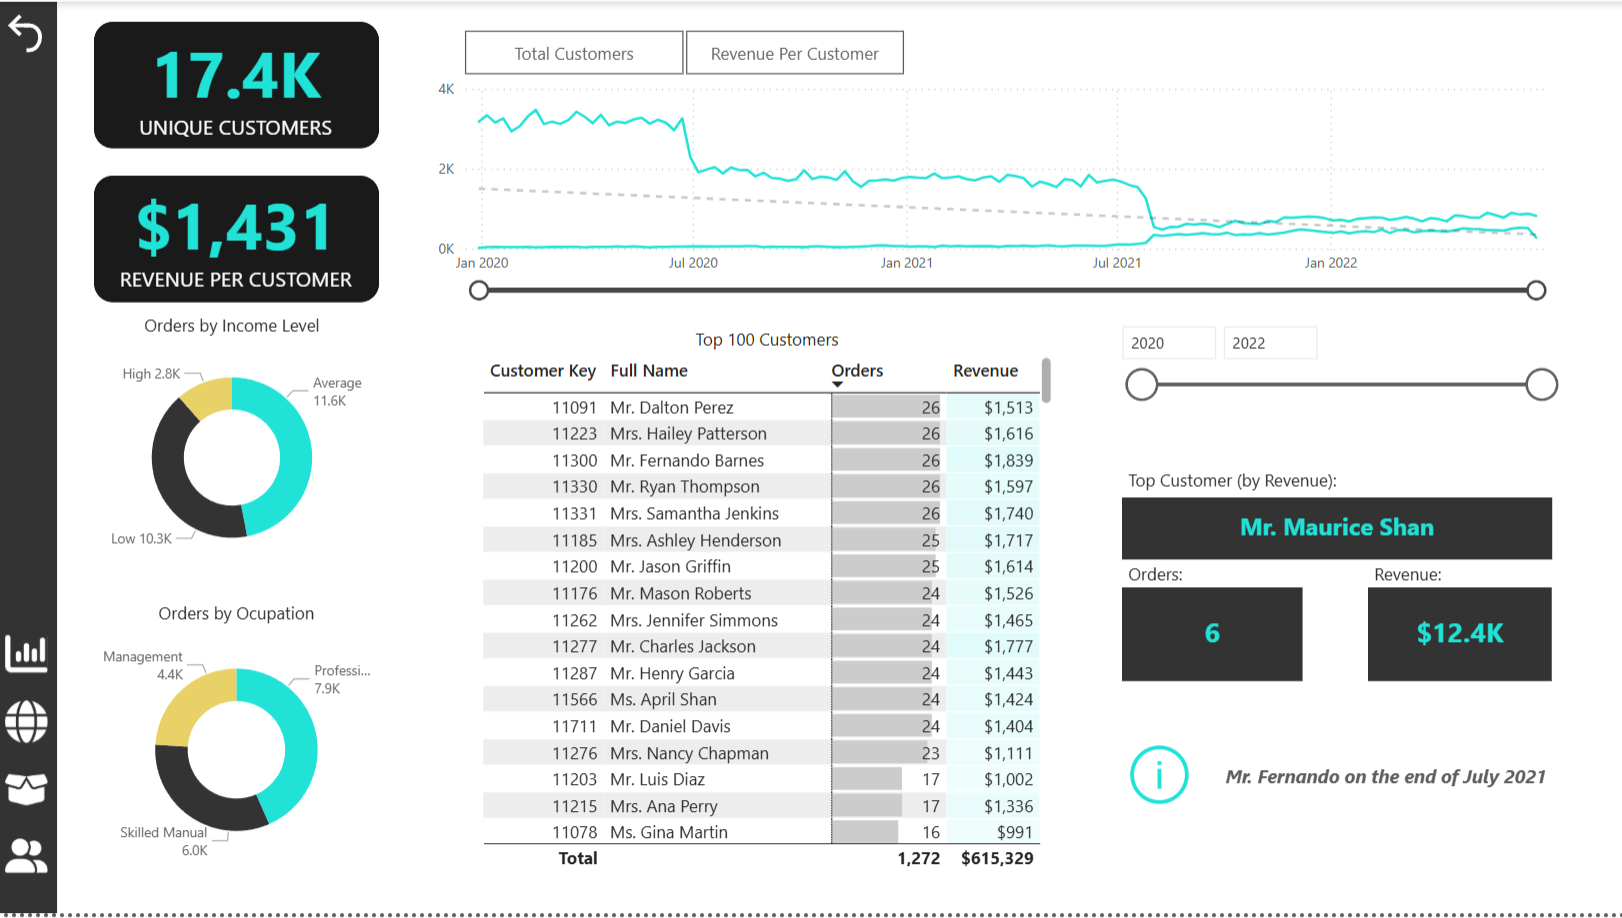 17.4K
UNIQUE CUSTOMERS
$1,431
REVENUE PER CUSTOMER
Total Customers
Revenue Per Customer
4K
2K
0K
Jan 2020
Jul 2020
Jan 2021
Jul 2021
Jan 2022
Orders by Income Level
High 2.8K
Average
11.6K
Low 10.3K
Orders by Ocupation
Management
4.4K
Professi...
7.9K
Skilled Manual
6.0K
Top 100 Customers
Customer Key Full Name Orders Revenue
11091 Mr. Dalton Perez 26 $1,513
11223 Mrs. Hailey Patterson 26 $1,616
11300 Mr. Fernando Barnes 26 $1,839
11330 Mr. Ryan Thompson 26 $1,597
11331 Mrs. Samantha Jenkins 26 $1,740
11185 Mrs. Ashley Henderson 25 $1,717
11200 Mr. Jason Griffin 25 $1,614
11176 Mr. Mason Roberts 24 $1,526
11262 Mrs. Jennifer Simmons 24 $1,465
11277 Mr. Charles Jackson 24 $1,777
11287 Mr. Henry Garcia 24 $1,443
11566 Ms. April Shan 24 $1,424
11711 Mr. Daniel Davis 24 $1,404
11276 Mrs. Nancy Chapman 23 $1,111
11203 Mr. Luis Diaz 17 $1,002
11215 Mrs. Ana Perry 17 $1,336
11078 Ms. Gina Martin 16 $991
Total 1,272 $615,329
2020 2022
Top Customer (by Revenue):
Mr. Maurice Shan
Orders: Revenue:
6 $12.4K
i Mr. Fernando on the end of July 2021